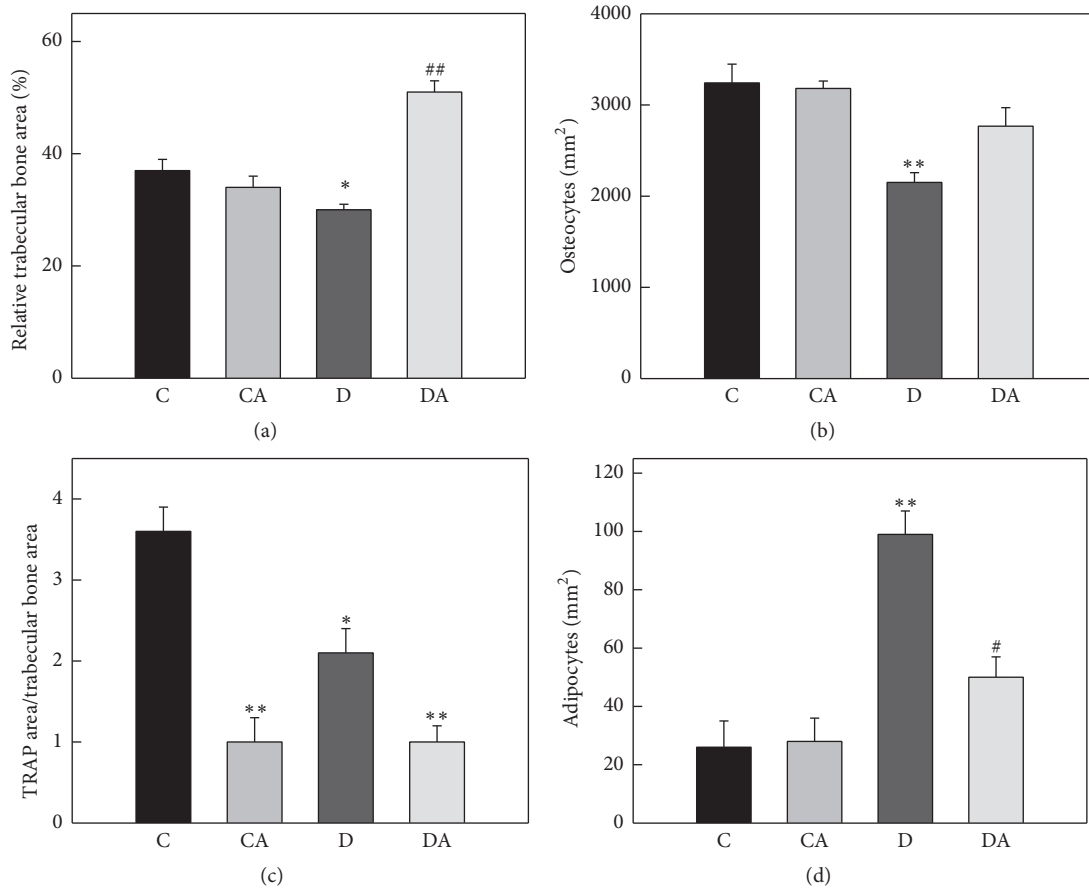 Relative trabecular bone area (%)
60
40
20
0
*
##
C CA D DA
(a)
Osteocytes (mm²)
4000
3000
2000
1000
0
**
C CA D DA
(b)
TRAP area/trabecular bone area
4
3
2
1
0
**
*
**
C CA D DA
(c)
Adipocytes (mm²)
120
100
80
60
40
20
0
**
#
C CA D DA
(d)